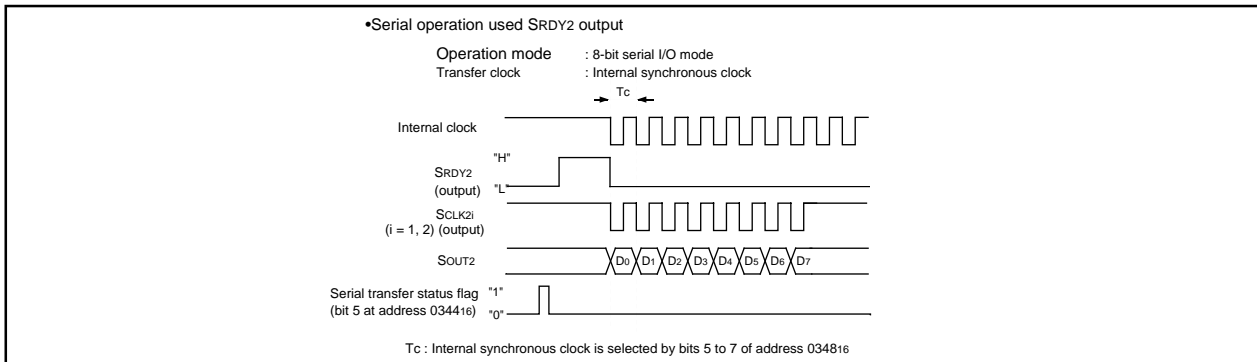 •Serial operation used SRDY2 output
Operation mode : 8-bit serial I/O mode
Transfer clock : Internal synchronous clock
Tc
Internal clock
"H"
SRDY2
(output) "L"
SCLK2i
(i = 1, 2) (output)
SOUT2 D0 D1 D2 D3 D4 D5 D6 D7
Serial transfer status flag "1"
(bit 5 at address 034416) "0"
Tc : Internal synchronous clock is selected by bits 5 to 7 of address 034816